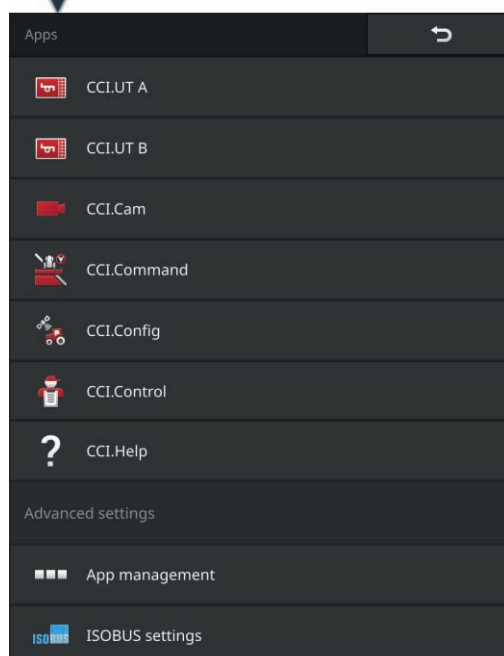 Apps
CCI.UT A
CCI.UT B
CCI.Cam
CCI.Command
CCI.Config
CCI.Control
? CCI.Help
Advanced settings
App management
ISOBUS ISOBUS settings